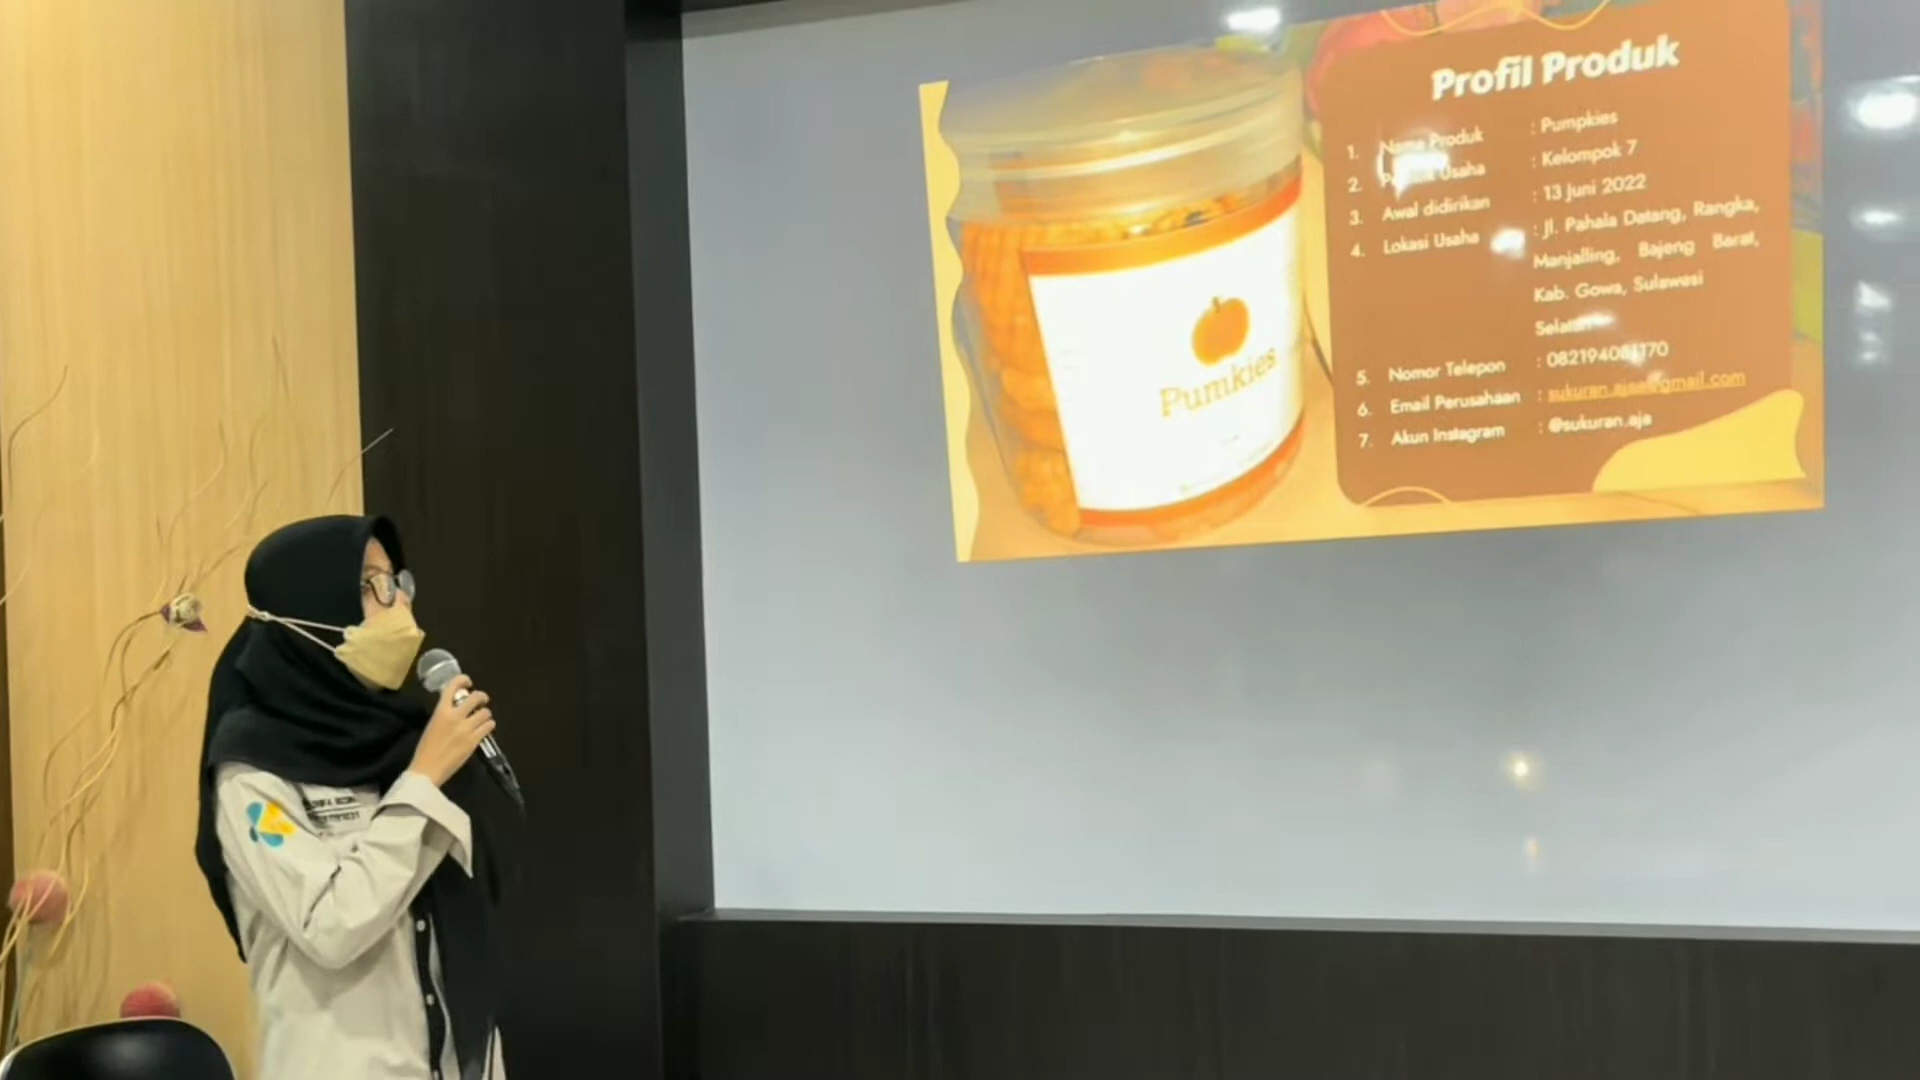 Profil Produk
1. Nama Produk : Pumpkies
2. Usaha : Kelompok 7
3. Awal didirikan : 13 Juni 2022
4. Lokasi Usaha : Jl. Pahala Datang, Rangka,
Manjalling, Bajeng Barat,
Kab. Gowa, Sulawesi
Selatan
5. Nomor Telepon :
6. Email Perusahaan :
7. Akun Instagram : @sukuran.aja
Pumkies